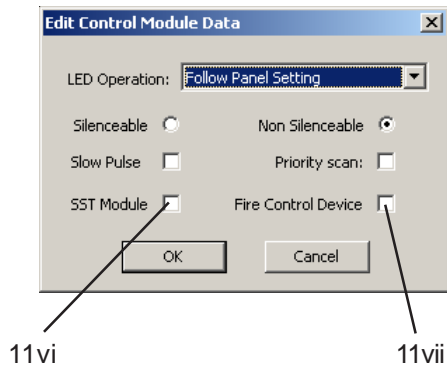 Edit Control Module Data
LED Operation: Follow Panel Setting
Silenceable Non Silenceable
Slow Pulse Priority scan:
SST Module Fire Control Device
OK Cancel
11vi 11vii